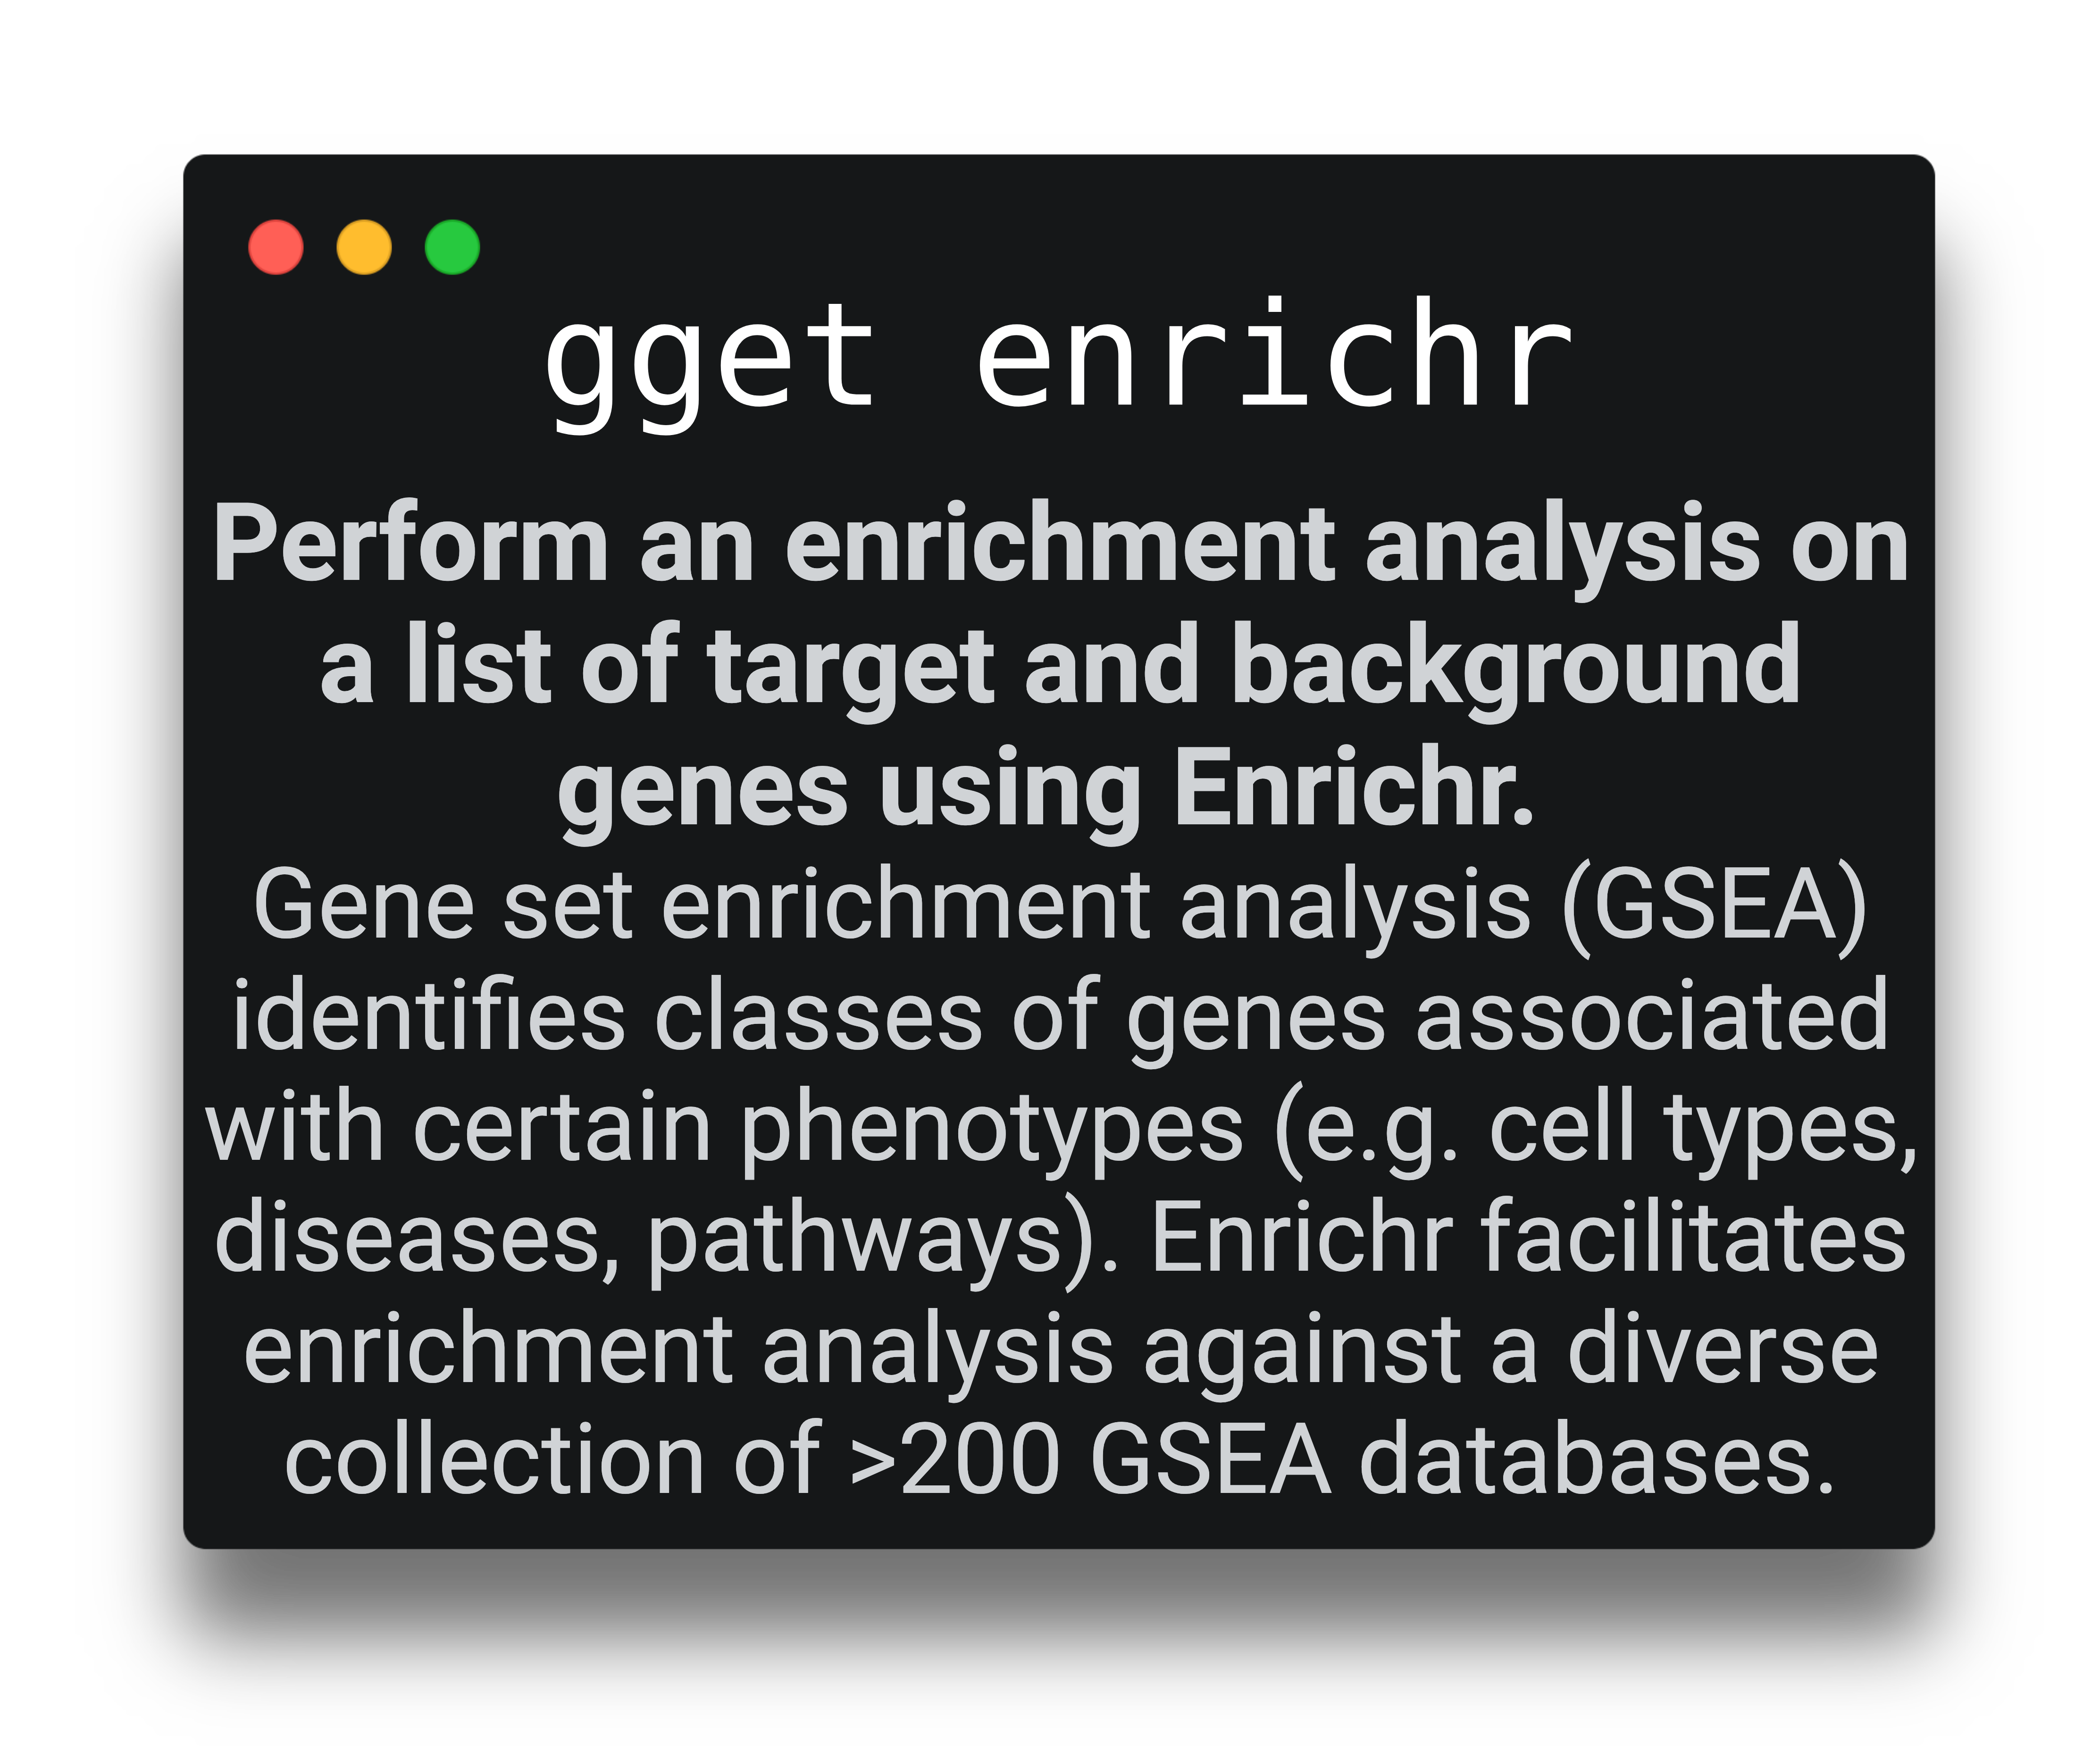 gget enrichr
Perform an enrichment analysis on
a list of target and background
genes using Enrichr.
Gene set enrichment analysis (GSEA)
identifies classes of genes associated
with certain phenotypes (e.g. cell types,
diseases, pathways). Enrichr facilitates
enrichment analysis against a diverse
collection of >200 GSEA databases.